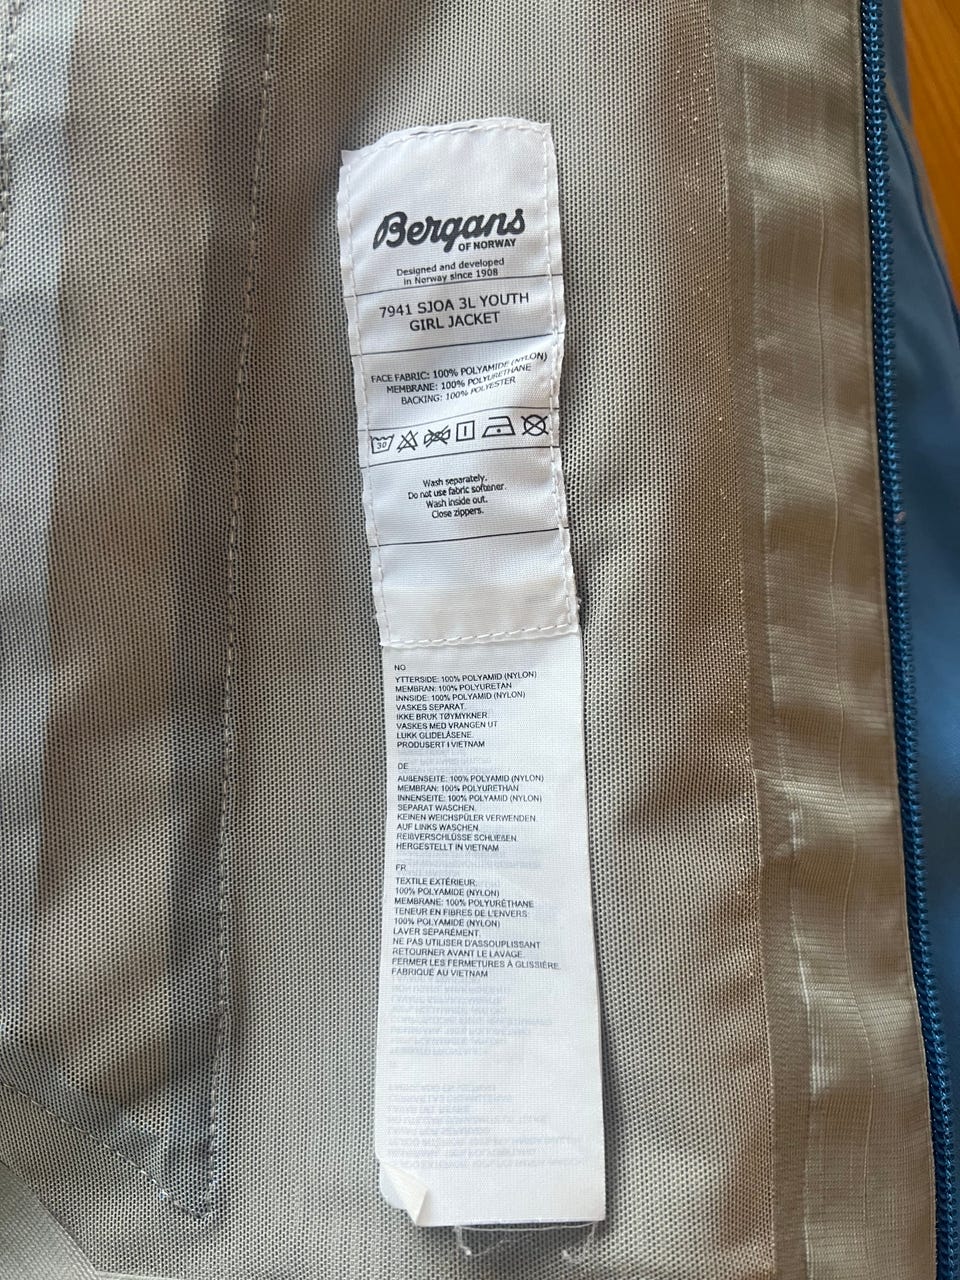 Bergans
OF NORWAY
Designed and developed
in Norway since 1908
7941 SJOA 3L YOUTH
GIRL JACKET
FACE FABRIC: 100% POLYAMIDE (NYLON)
MEMBRANE: 100% POLYURETHANE
BACKING: 100% POLYESTER
30
Wash separately.
Do not use fabric softener.
Wash inside out.
Close zippers.
NO
YTTERSIDE: 100% POLYAMID (NYLON)
MEMBRAN: 100% POLYURETAN
INNSIDE: 100% POLYAMID (NYLON)
VASKES SEPARAT.
IKKE BRUK TØYMYKNER
VASKES MED VRANGEN UT
LUKK GLIDELÅSENE.
PRODUSERT I VIETNAM
DE
AUßENSEITE: 100% POLYAMID (NYLON)
MEMBRAN: 100% POLYURETHAN
INNENSEITE: 100% POLYAMID (NYLON)
SEPARAT WASCHEN.
KEINEN WEICHSPÜLER VERWENDEN.
AUF LINKS WASCHEN.
REIßVERSCHLÜSSE SCHLIEßEN.
HERGESTELLT IN VIETNAM
FR
TEXTILE EXTÉRIEUR:
100% POLYAMIDE (NYLON)
MEMBRANE: 100% POLYURÉTHANE
TENEUR EN FIBRES DE L'ENVERS:
100% POLYAMIDE (NYLON)
LAVER SÉPARÉMENT.
NE PAS UTILISER D'ASSOUPLISSANT
RETOURNER AVANT LE LAVAGE.
FERMER LES FERMETURES À GLISSIÈRE.
FABRIQUÉ AU VIETNAM